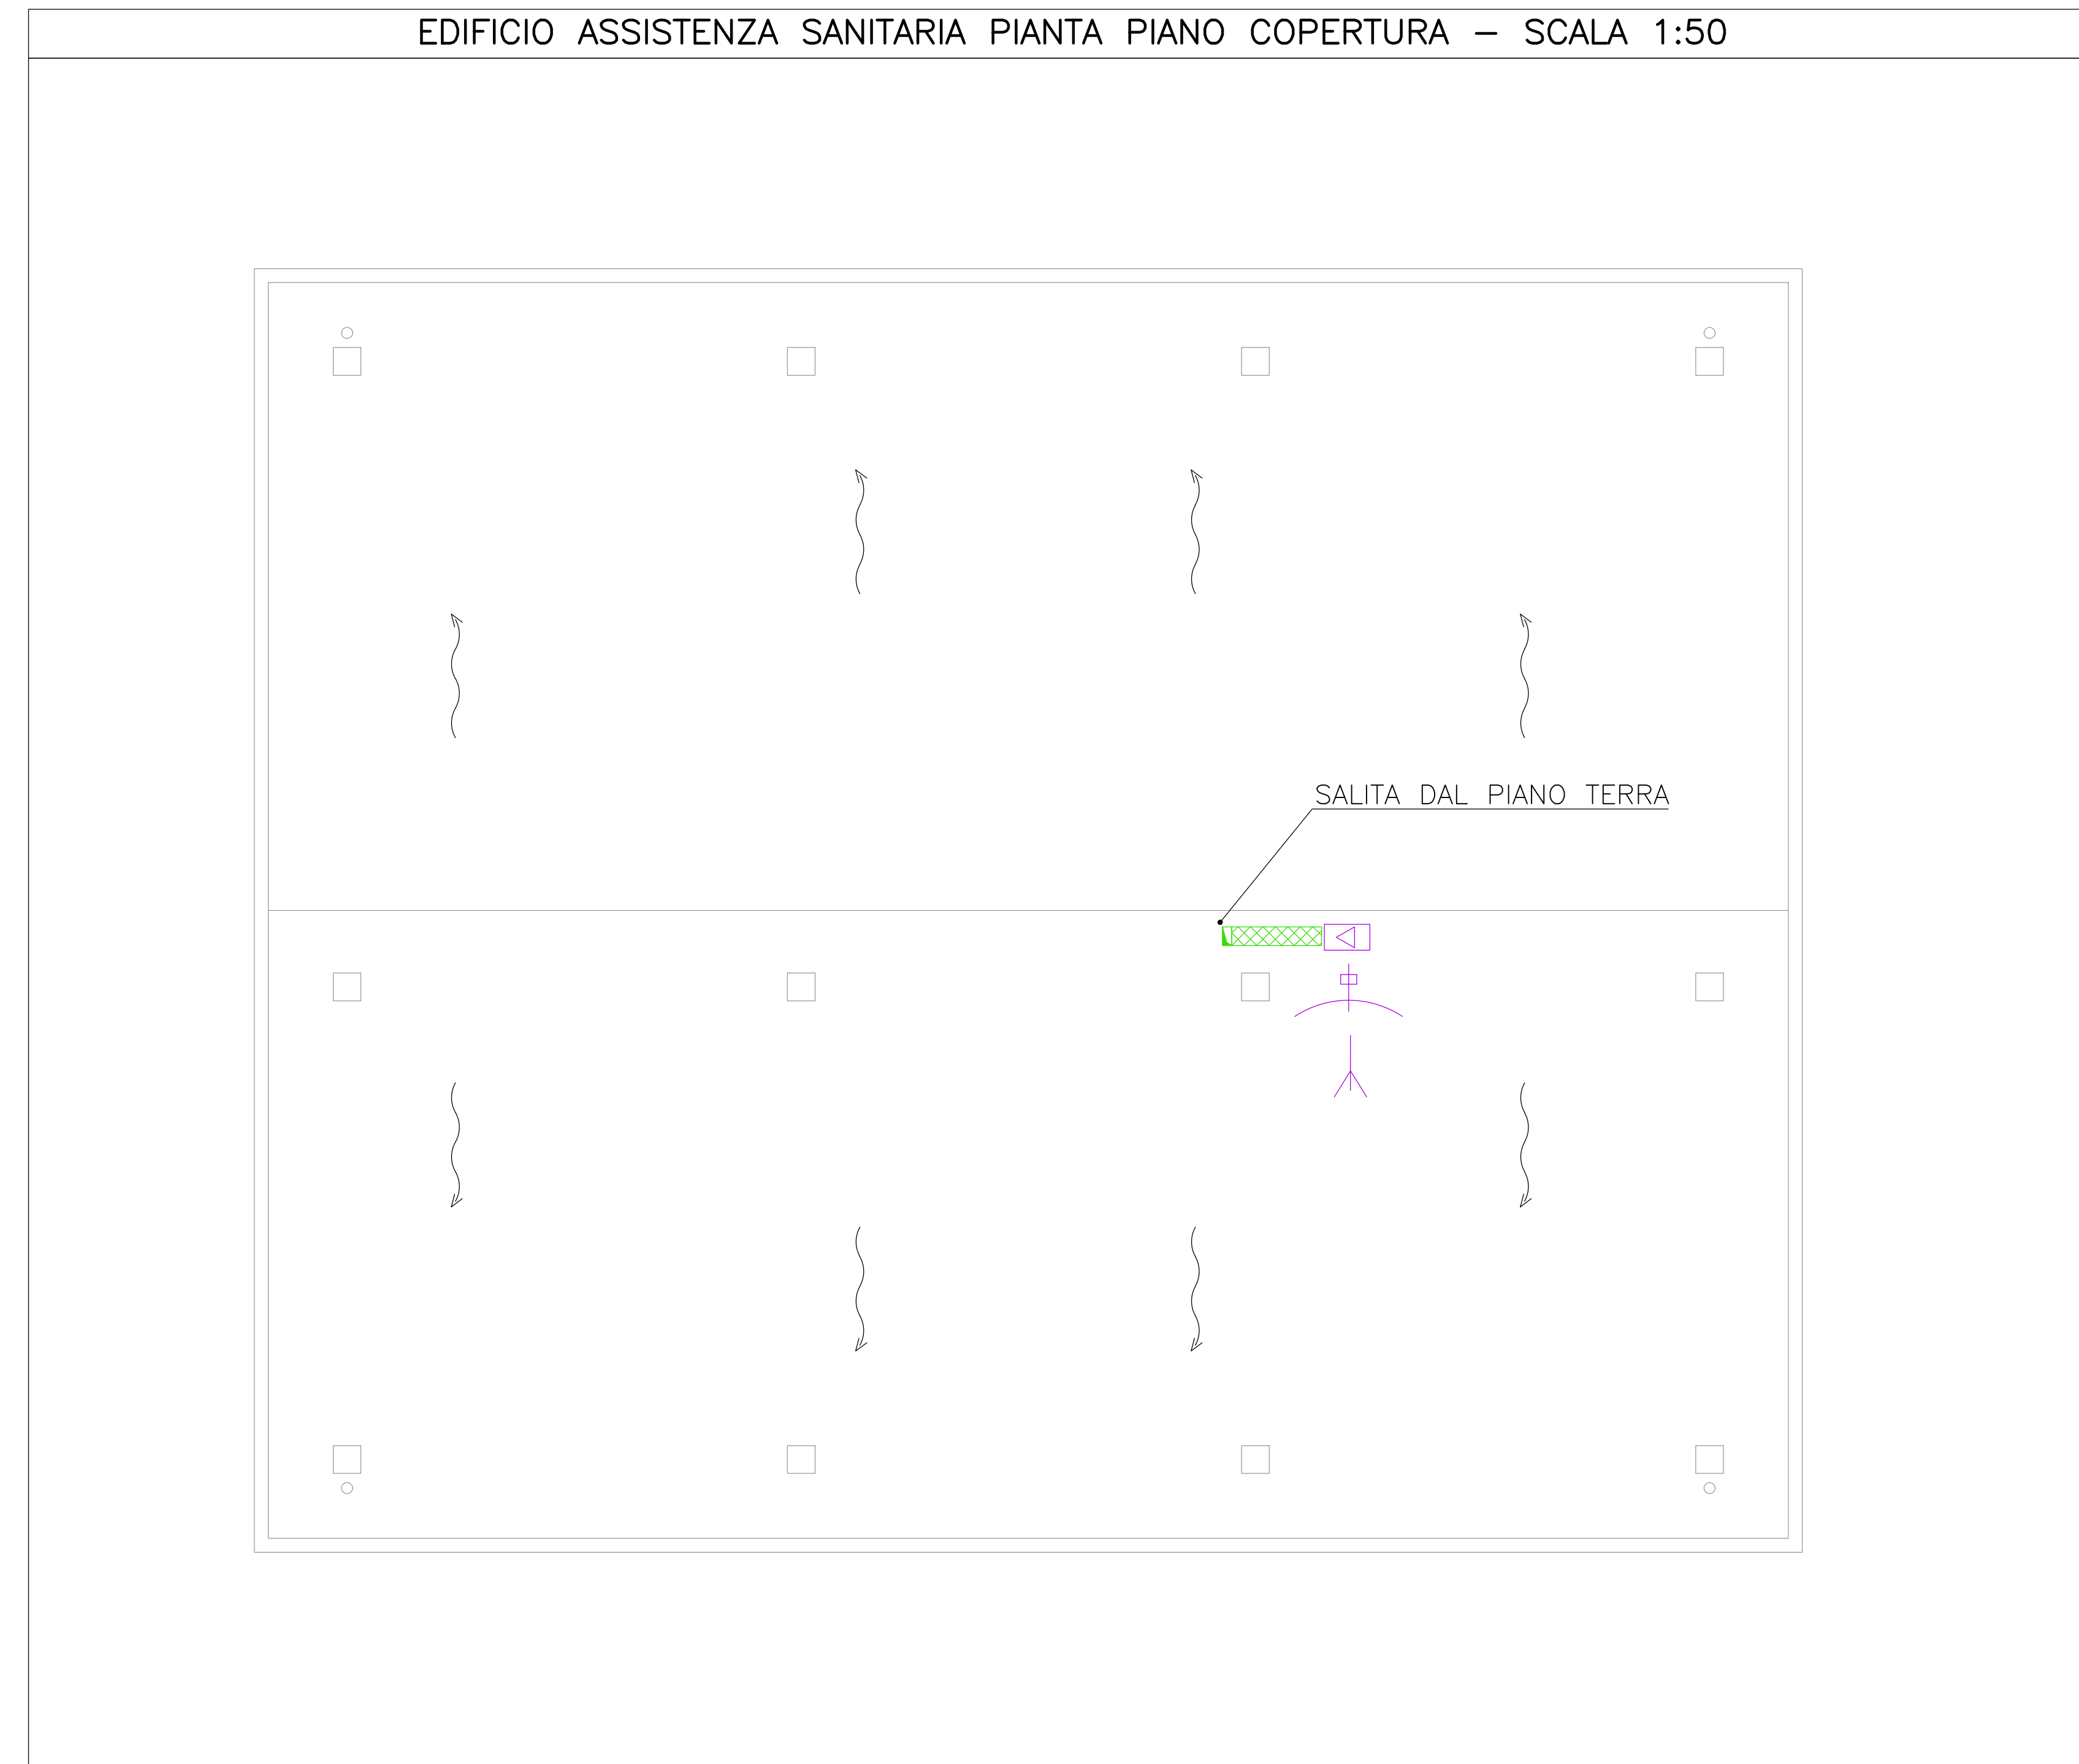 EDIFICIO ASSISTENZA SANITARIA PIANTA PIANO COPERTURA – SCALA 1:50
SALITA DAL PIANO TERRA